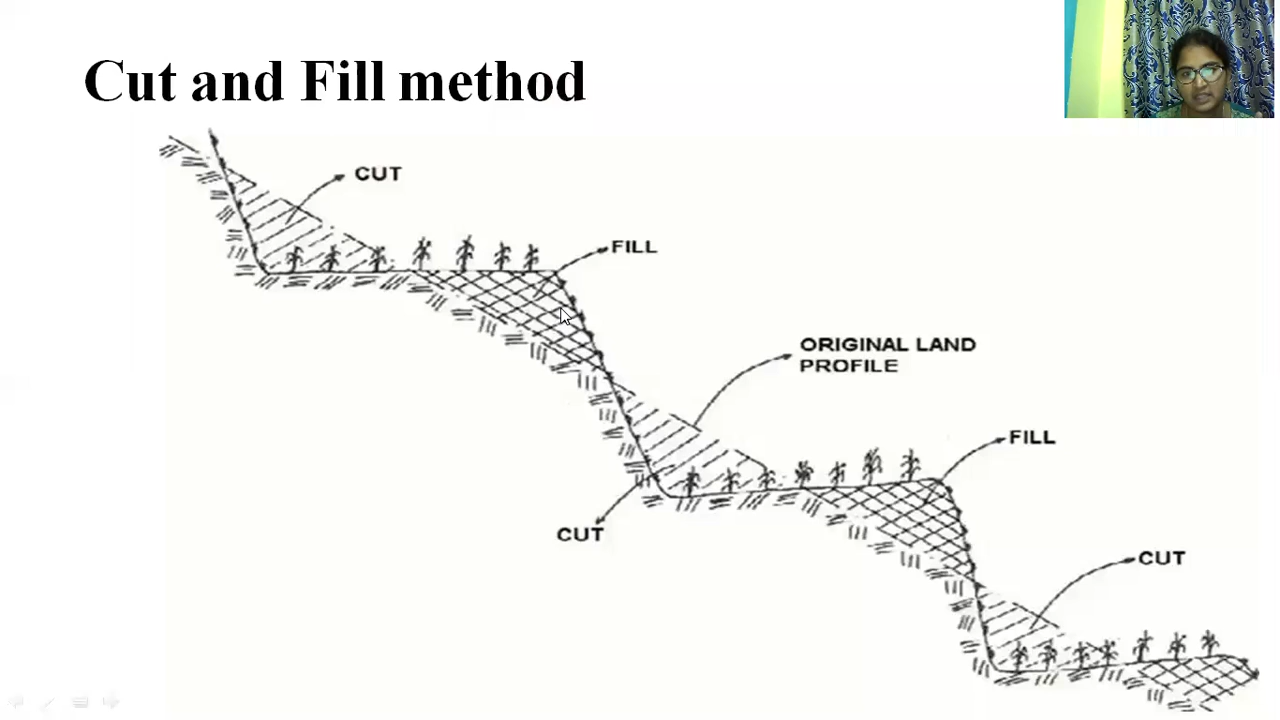 Cut and Fill method
CUT
FILL
ORIGINAL LAND
PROFILE
FILL
CUT
CUT